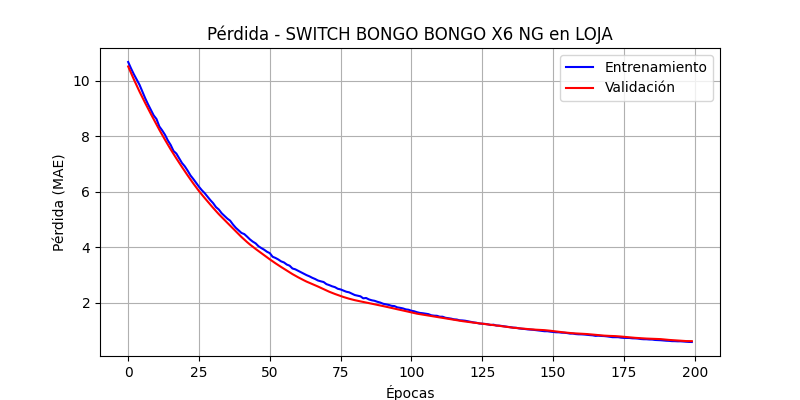 Pérdida - SWITCH BONGO BONGO X6 NG en LOJA
Entrenamiento
Validación
Pérdida (MAE)
10
8
6
4
2
0 25 50 75 100 125 150 175 200
Épocas